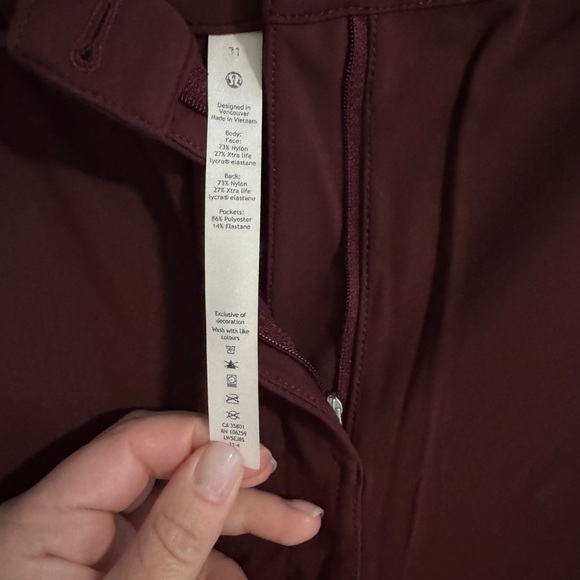 31
Designed in
Vancouver
Made in Vietnam
Body:
Face:
73% Nylon
27% Xtra life
lycra® elastane
Back:
73% Nylon
27% Xtra life
lycra® elastane
Pockets:
86% Polyester
14% Elastane
Exclusive of
decoration
Wash with like
colours
CA 35801
RN 106259